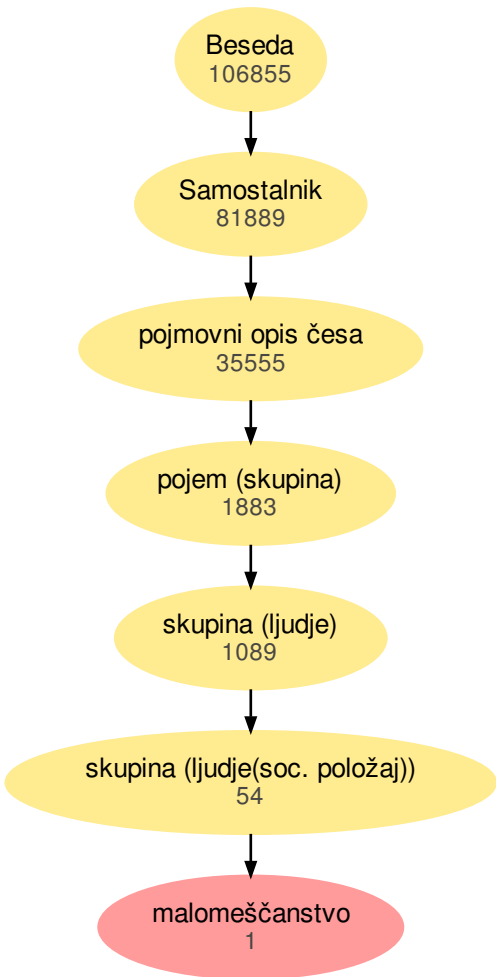 Beseda
106855
Samostalnik
81889
pojmovni opis česa
35555
pojem (skupina)
1883
skupina (ljudje)
1089
skupina (ljudje(soc. položaj))
54
malomeščanstvo
1